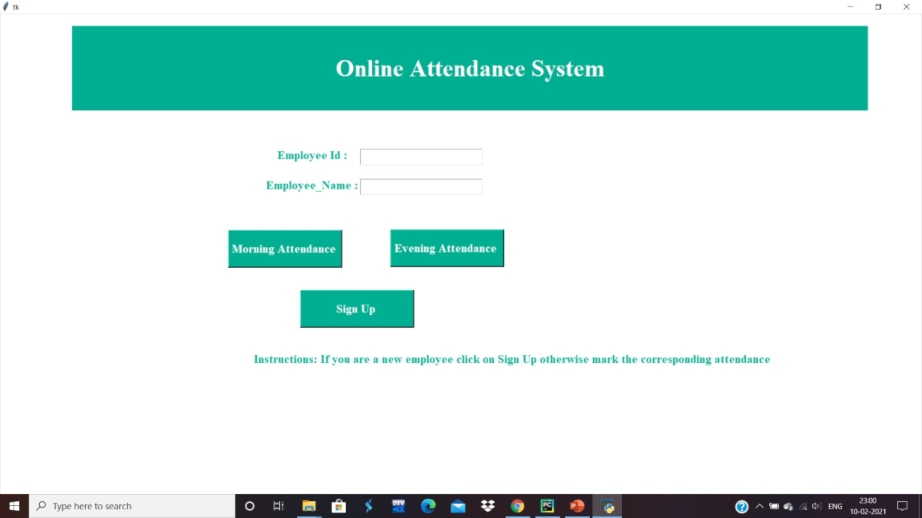 tk
Online Attendance System
Employee Id :
Employee_Name :
Morning Attendance
Evening Attendance
Sign Up
Instructions: If you are a new employee click on Sign Up otherwise mark the corresponding attendance
Type here to search
ENG
23:00
10-02-2021